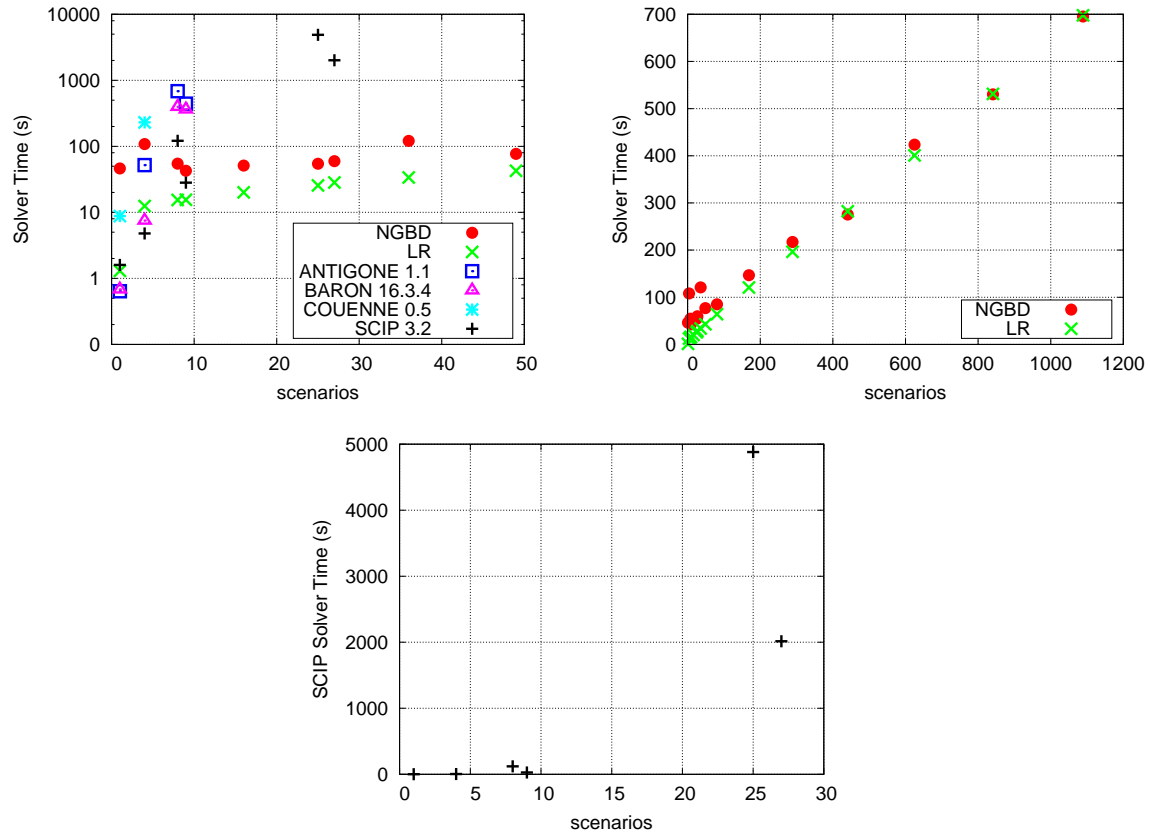 10000
1000
100
10
1
0
Solver Time (s)
0 10 20 30 40 50
scenarios
NGBD
LR
ANTIGONE 1.1
BARON 16.3.4
COUENNE 0.5
SCIP 3.2
700
600
500
400
300
200
100
0
Solver Time (s)
0 200 400 600 800 1000 1200
scenarios
NGBD
LR
5000
4000
3000
2000
1000
0
SCIP Solver Time (s)
0 5 10 15 20 25 30
scenarios